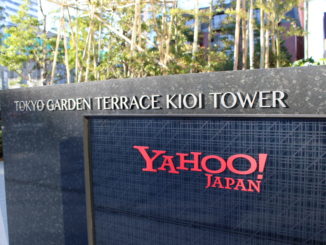 TOKYO GARDEN TERRACE KIOI TOWER
YAHOO!
JAPAN